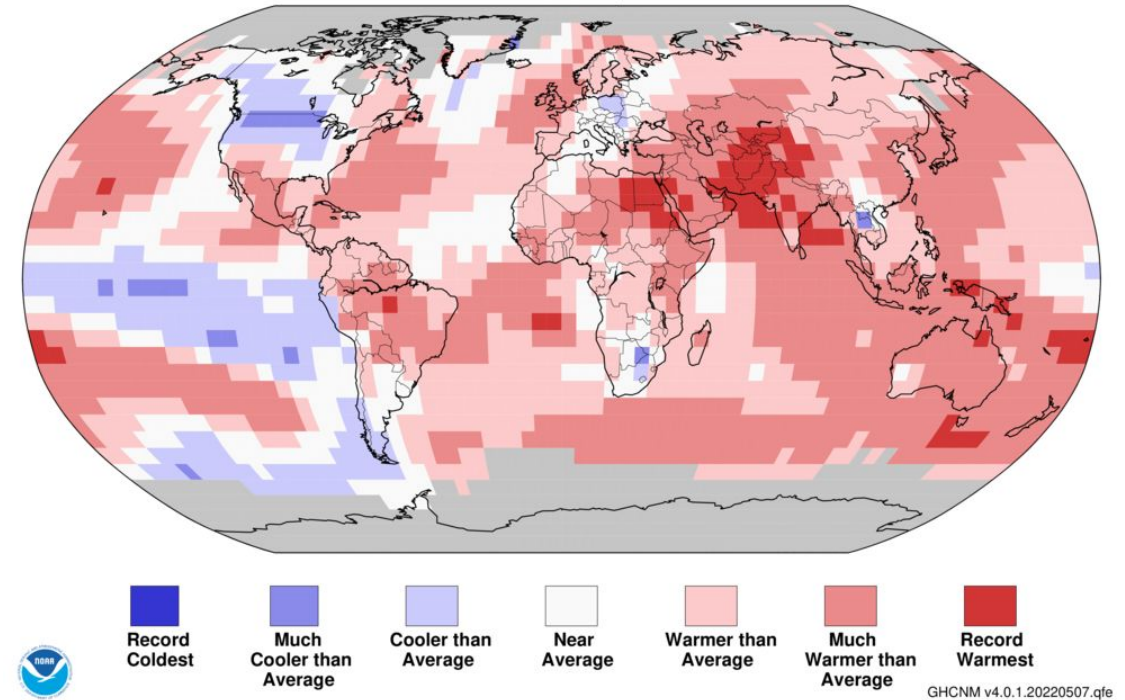 Record
Coldest
Much
Cooler than
Average
Cooler than
Average
Near
Average
Warmer than
Average
Much
Warmer than
Average
Record
Warmest
NOAA
GHCNM v4.0.1.20220507.qfe